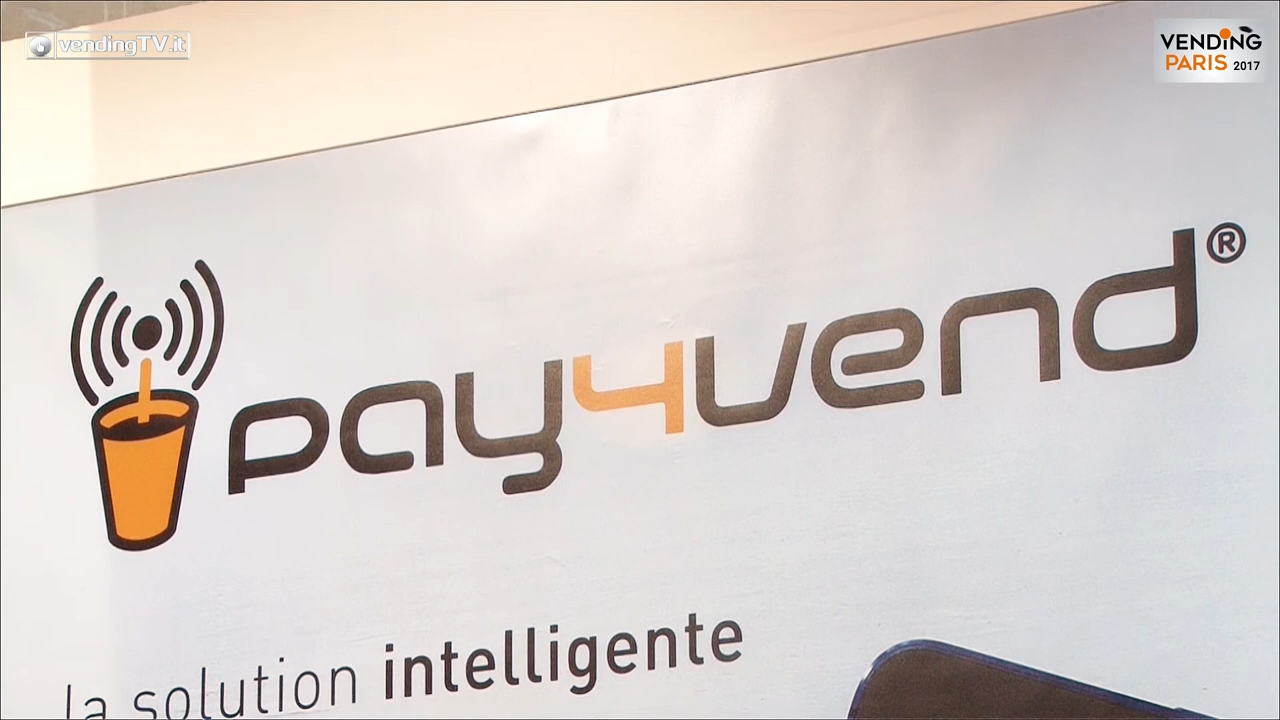 vendingTV.it
VENDING
PARIS 2017
pay4vend®
la solution intelligente